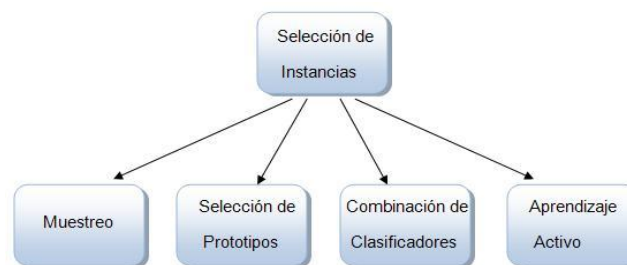 Selección de
Instancias
Muestreo
Selección de
Prototipos
Combinación de
Clasificadores
Aprendizaje
Activo